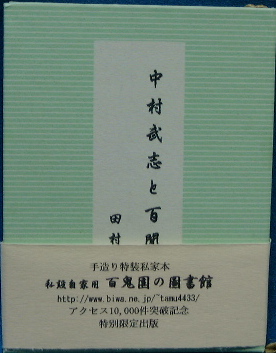 中村武志と百閒
田村
手造り特装私家本
私設自家用 百鬼園の圖書館
http://www.biwa.ne.jp/~tamu4433/
アクセス10,000件突破記念
特別限定出版